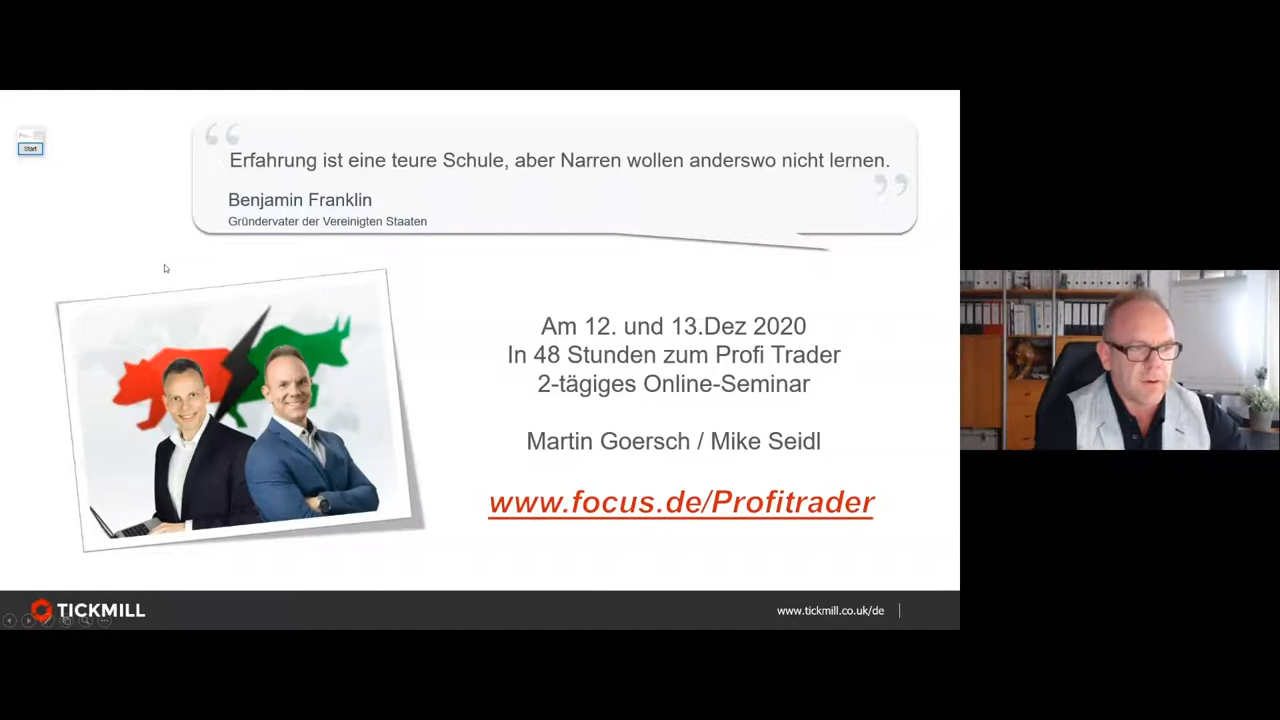 Start
Erfahrung ist eine teure Schule, aber Narren wollen anderswo nicht lernen.
Benjamin Franklin
Gründervater der Vereinigten Staaten
Am 12. und 13.Dez 2020
In 48 Stunden zum Profi Trader
2-tägiges Online-Seminar
Martin Goersch / Mike Seidl
www.focus.de/Profitrader
TICKMILL
www.tickmill.co.uk/de